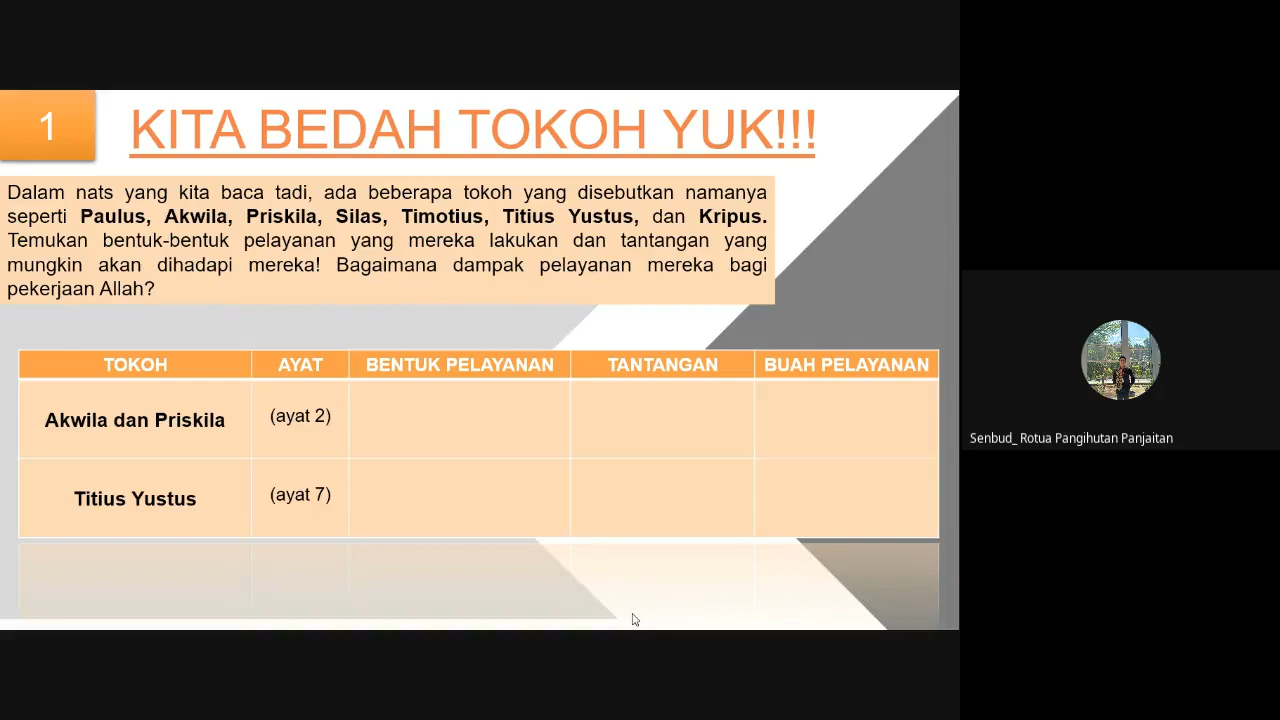 1
KITA BEDAH TOKOH YUK!!!
Dalam nats yang kita baca tadi, ada beberapa tokoh yang disebutkan namanya
seperti Paulus, Akwila, Priskila, Silas, Timotius, Titius Yustus, dan Kripus.
Temukan bentuk-bentuk pelayanan yang mereka lakukan dan tantangan yang
mungkin akan dihadapi mereka! Bagaimana dampak pelayanan mereka bagi
pekerjaan Allah?
TOKOH AYAT BENTUK PELAYANAN TANTANGAN BUAH PELAYANAN
Akwila dan Priskila (ayat 2)
Titius Yustus (ayat 7)
Senbud_ Rotua Pangihutan Panjaitan